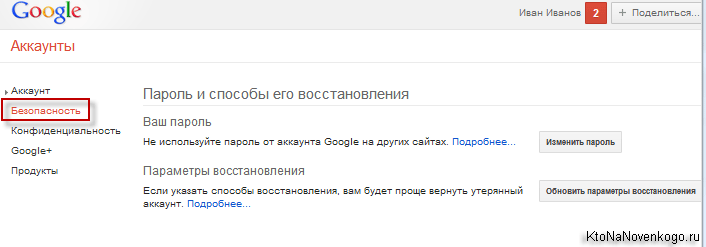 Google
Иван Иванов 2 + Поделиться...
Аккаунты
Аккаунт
Безопасность
Конфиденциальность
Google+
Продукты
Пароль и способы его восстановления
Ваш пароль
Не используйте пароль от аккаунта Google на других сайтах. Подробнее... Изменить пароль
Параметры восстановления
Если указать способы восстановления, вам будет проще вернуть утерянный Обновить параметры восстановления
аккаунт. Подробнее...
KtoNaNovenkogo.ru